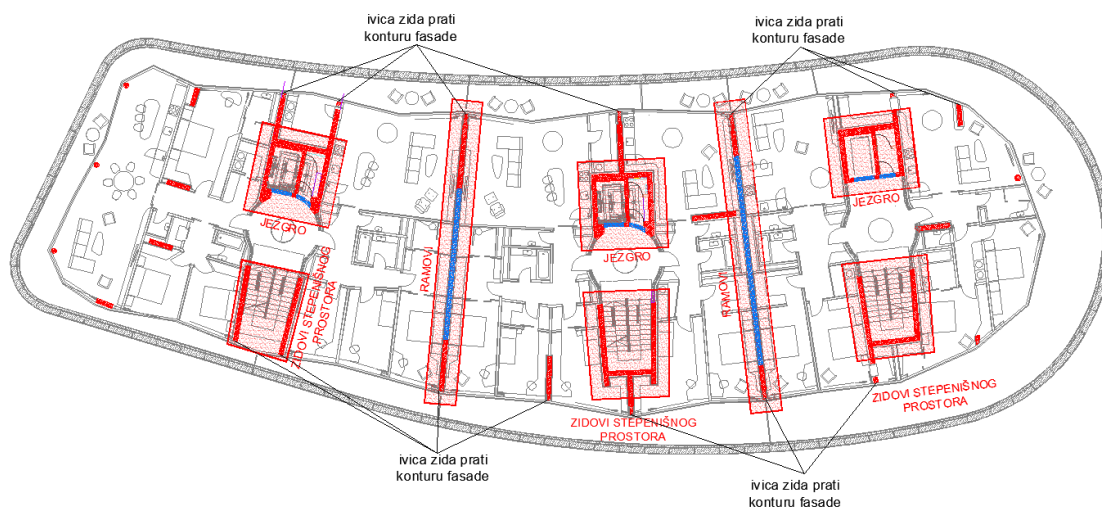 ivica zida prati
konturu fasade
ivica zida prati
konturu fasade
JEZGRO
JEZGRO
JEZGRO
RAMOVI
RAMOVI
ZIDOVI STEPENIŠNOG
PROSTORA
ZIDOVI STEPENIŠNOG
PROSTORA
ZIDOVI STEPENIŠNOG
PROSTORA
ivica zida prati
konturu fasade
ivica zida prati
konturu fasade